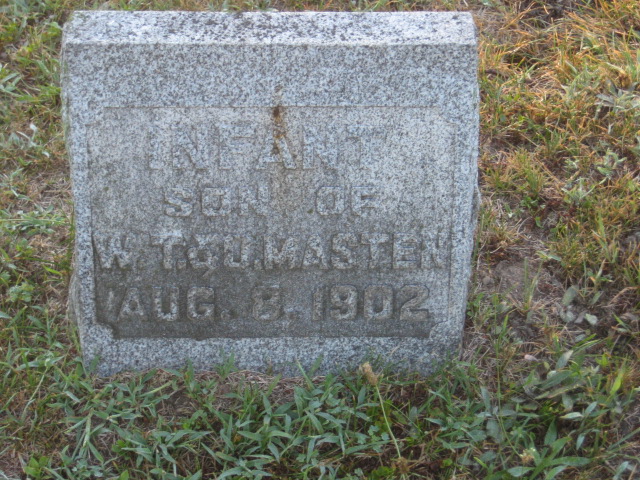 INFANT
SON OF
W. T. & J. MASTEN
AUG. 8. 1902